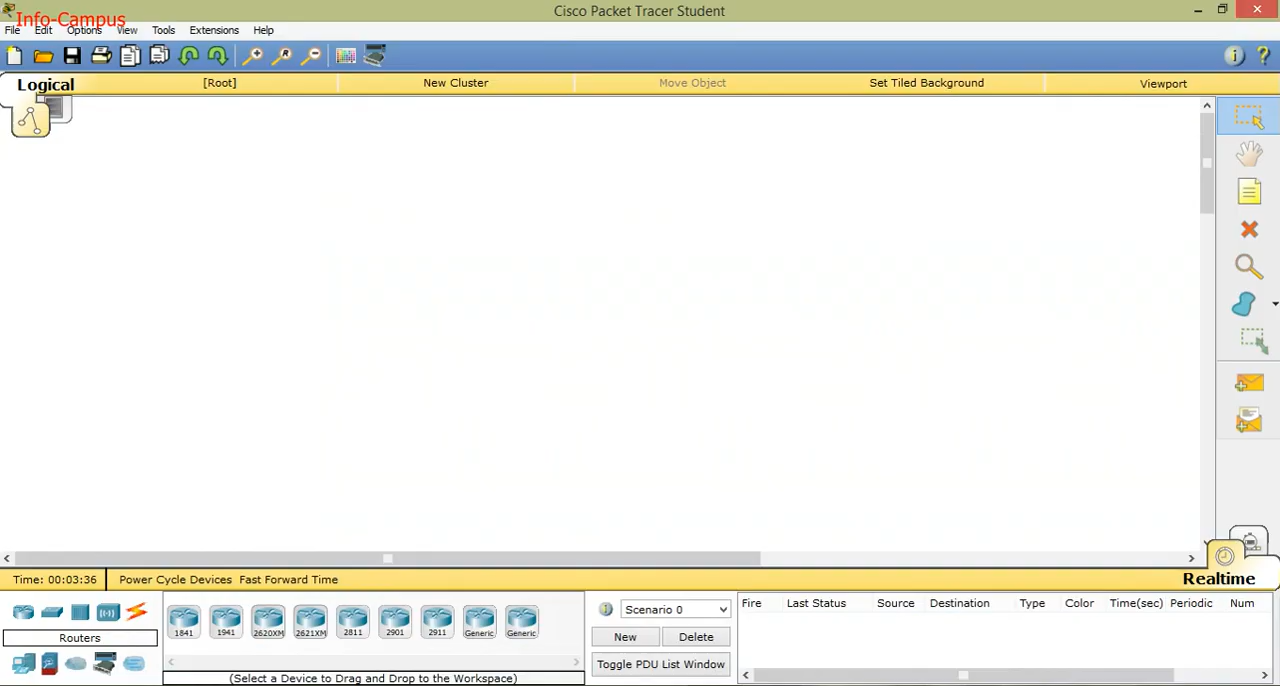 Cisco Packet Tracer Student
Info-Campus
File Edit Options View Tools Extensions Help
Logical [Root] New Cluster Move Object Set Tiled Background Viewport
Time: 00:03:36 Power Cycle Devices Fast Forward Time Realtime
Routers
1841 1941 2620XM 2621XM 2811 2901 2911 Generic Generic
(Select a Device to Drag and Drop to the Workspace)
Scenario 0
New Delete
Toggle PDU List Window
Fire Last Status Source Destination Type Color Time(sec) Periodic Num